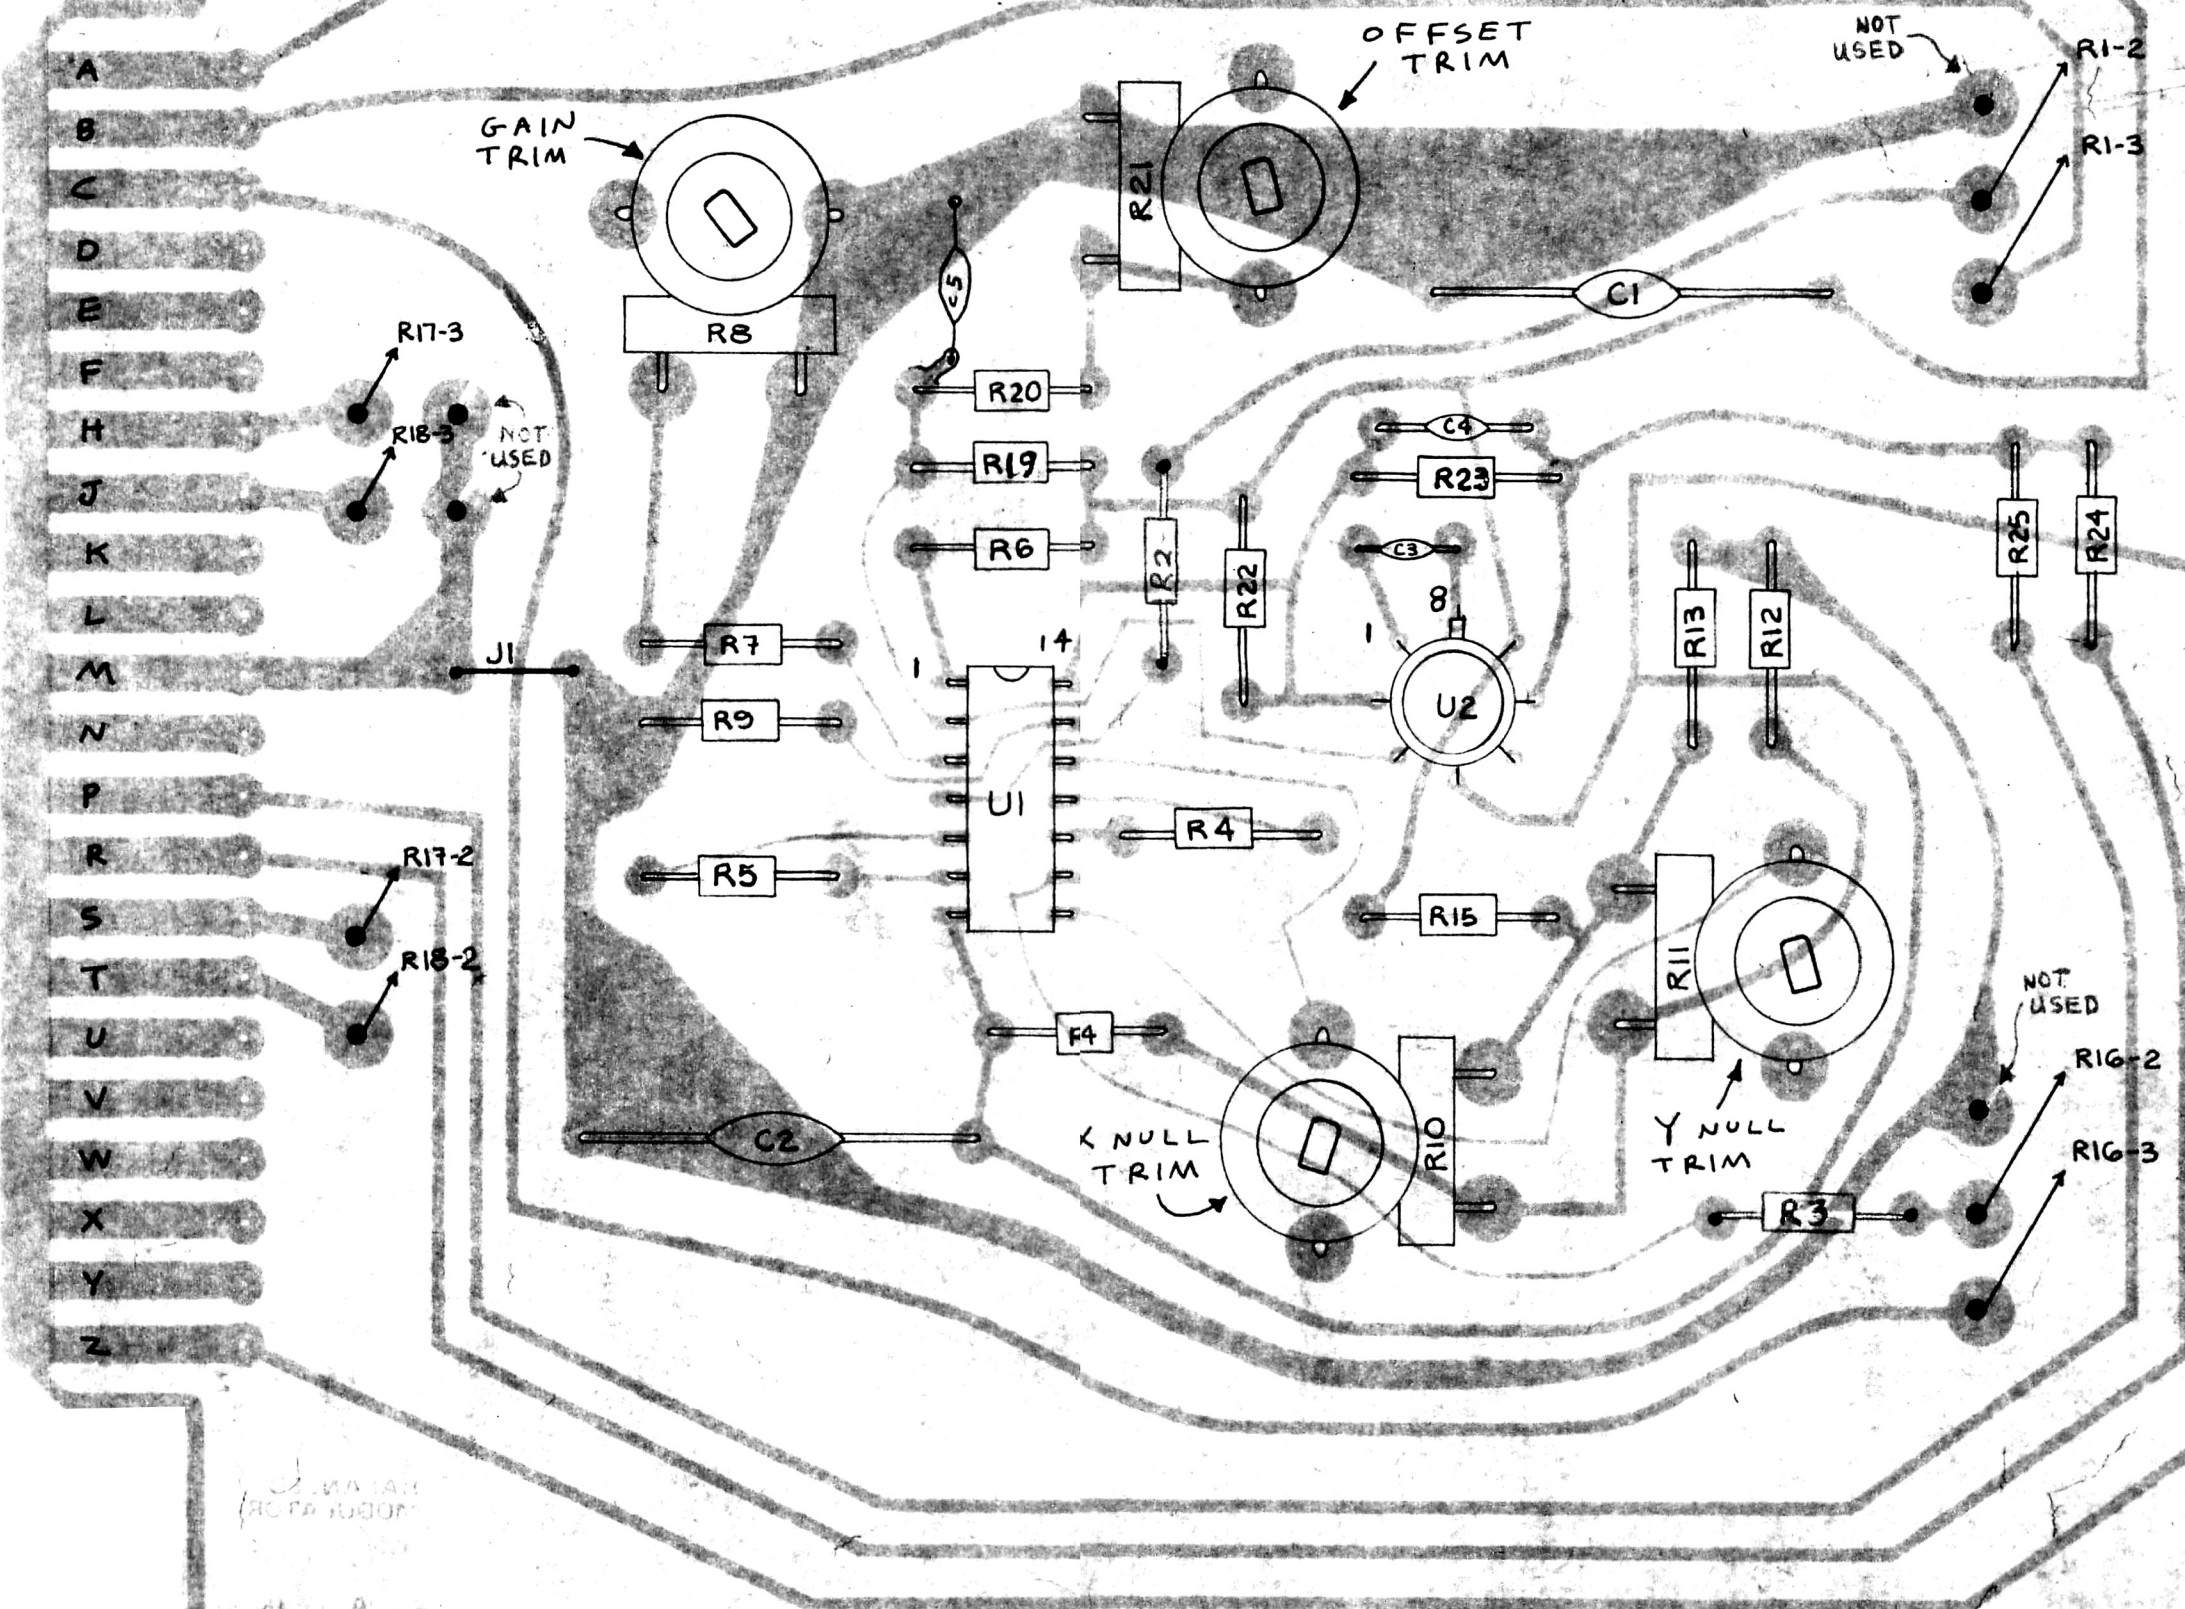 A
B
C
D
E
F
H
J
K
L
M
N
P
R
S
T
U
V
W
X
Y
Z
GAIN
TRIM
OFFSET
TRIM
NOT
USED
R1-2
R1-3
R21
R8
C5
C1
R17-3
R18-3
NOT
USED
R20
R19
R6
C4
R23
C3
R2
R22
R25
R24
R13
R12
8
1
U2
J1
R7
R9
1
14
U1
R5
R4
R15
R11
R17-2
R18-2
F4
C2
X NULL
TRIM
R10
Y NULL
TRIM
NOT
USED
R16-2
R16-3
R3
MODULATOR